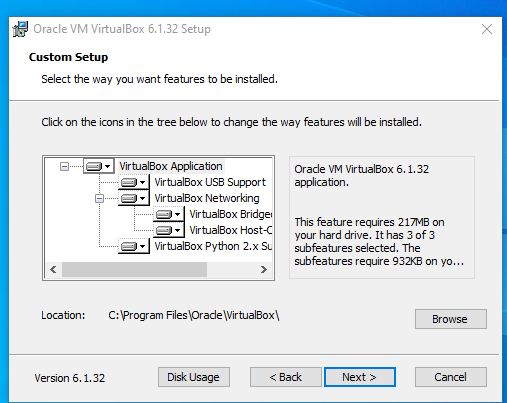 Oracle VM VirtualBox 6.1.32 Setup
Custom Setup
Select the way you want features to be installed.
Click on the icons in the tree below to change the way features will be installed.
VirtualBox Application
VirtualBox USB Support
VirtualBox Networking
VirtualBox Bridge
VirtualBox Host-C
VirtualBox Python 2.x Su
Oracle VM VirtualBox 6.1.32
application.
This feature requires 217MB on
your hard drive. It has 3 of 3
subfeatures selected. The
subfeatures require 932KB on yo...
Location: C:\Program Files\Oracle\VirtualBox\
Browse
Version 6.1.32
Disk Usage
< Back
Next >
Cancel